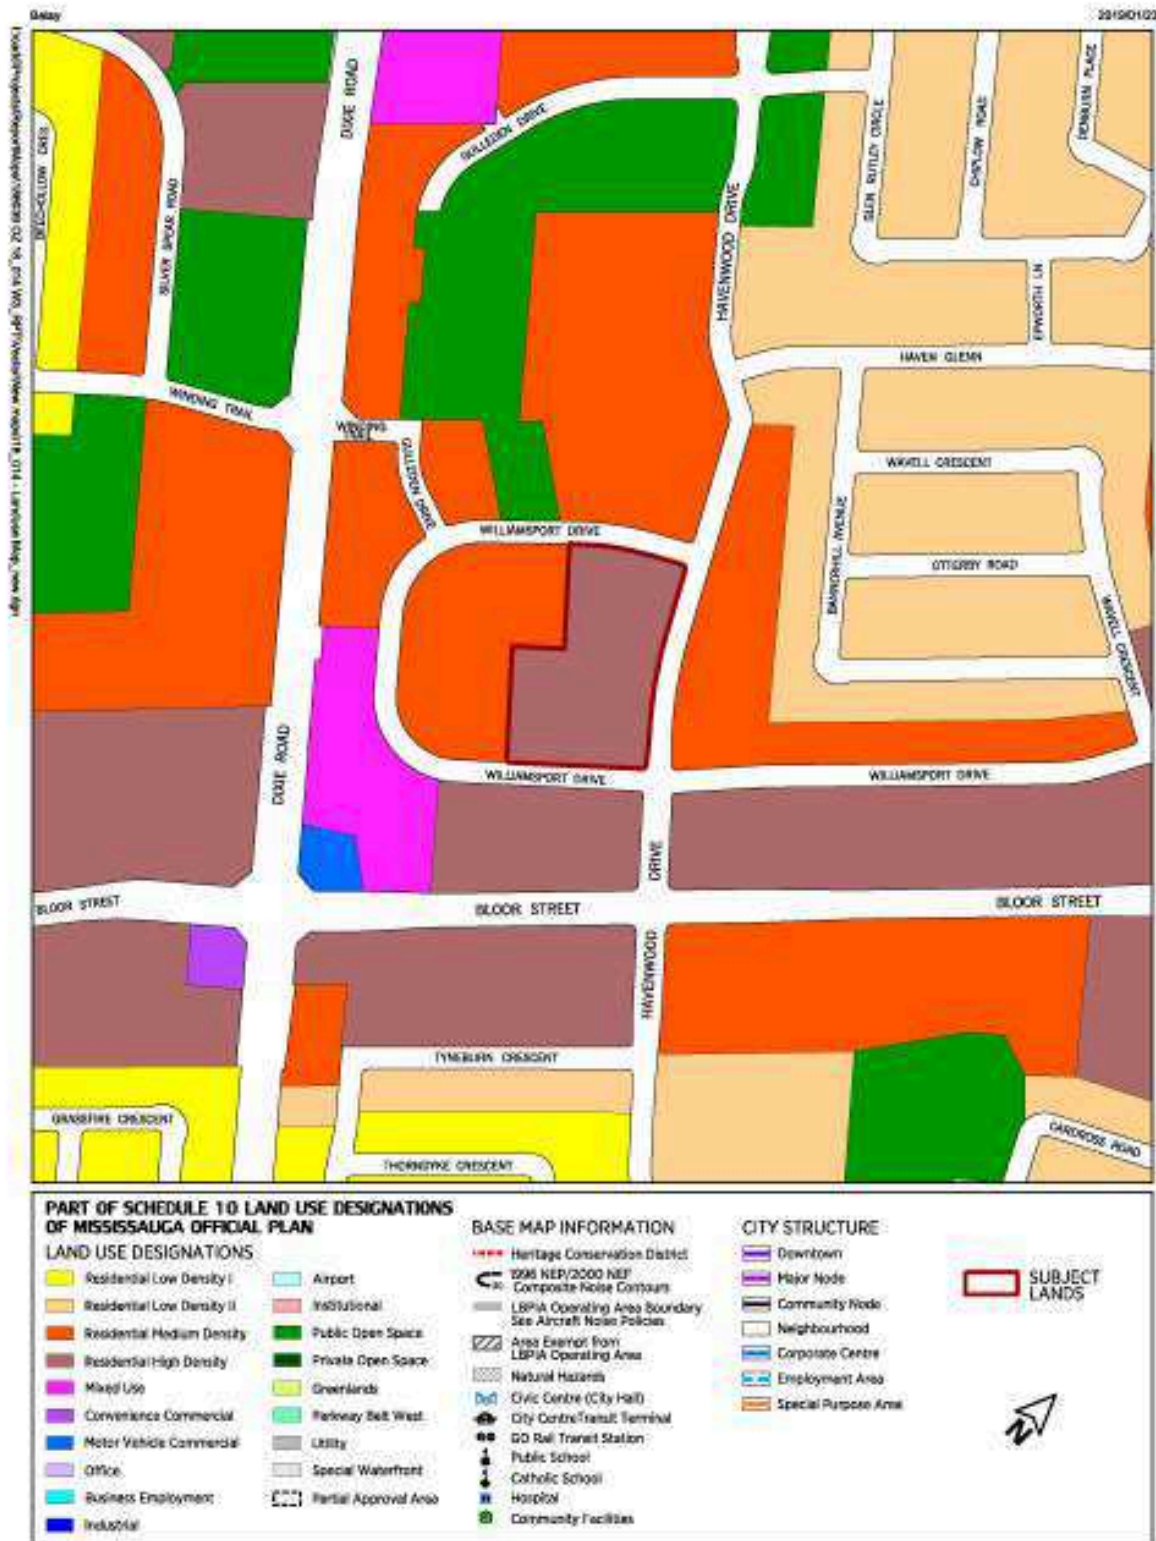 2019/01/23
DIXIE ROAD
GULLEDEN DRIVE
HAVENWOOD DRIVE
GLEN RUTLEY CIRCLE
CHIPLOW ROAD
DENBURN PLACE
SILVER SPEAR ROAD
EPWORTH LN
HAVEN GLENN
WINDING TRAIL
WINDING
TRAIL
GULLEDEN DRIVE
WAVELL CRESCENT
BANNERHILL AVENUE
WILLIAMSPORT DRIVE
OTTERBY ROAD
WAVELL CRESCENT
DIXIE ROAD
WILLIAMSPORT DRIVE
WILLIAMSPORT DRIVE
DRIVE
BLOOR STREET
BLOOR STREET
BLOOR STREET
HAVENWOOD
TYNEBURN CRESCENT
GRASSFIRE CRESCENT
THORNDYKE CRESCENT
CARDROSS ROAD
PART OF SCHEDULE 10 LAND USE DESIGNATIONS
OF MISSISSAUGA OFFICIAL PLAN
LAND USE DESIGNATIONS
Residential Low Density I
Residential Low Density II
Residential Medium Density
Residential High Density
Mixed Use
Convenience Commercial
Motor Vehicle Commercial
Office
Business Employment
Industrial
Airport
Institutional
Public Open Space
Private Open Space
Greenlands
Parkway Belt West
Utility
Special Waterfront
Partial Approval Area
BASE MAP INFORMATION
Heritage Conservation District
1996 NEP/2000 NEF
Composite Noise Contours
LBPIA Operating Area Boundary
See Aircraft Noise Policies
Area Exempt from
LBPIA Operating Area
Natural Hazards
Civic Centre (City Hall)
City Centre Transit Terminal
GO Rail Transit Station
Public School
Catholic School
Hospital
Community Facilities
CITY STRUCTURE
Downtown
Major Node
Community Node
Neighbourhood
Corporate Centre
Employment Area
Special Purpose Area
SUBJECT
LANDS
N